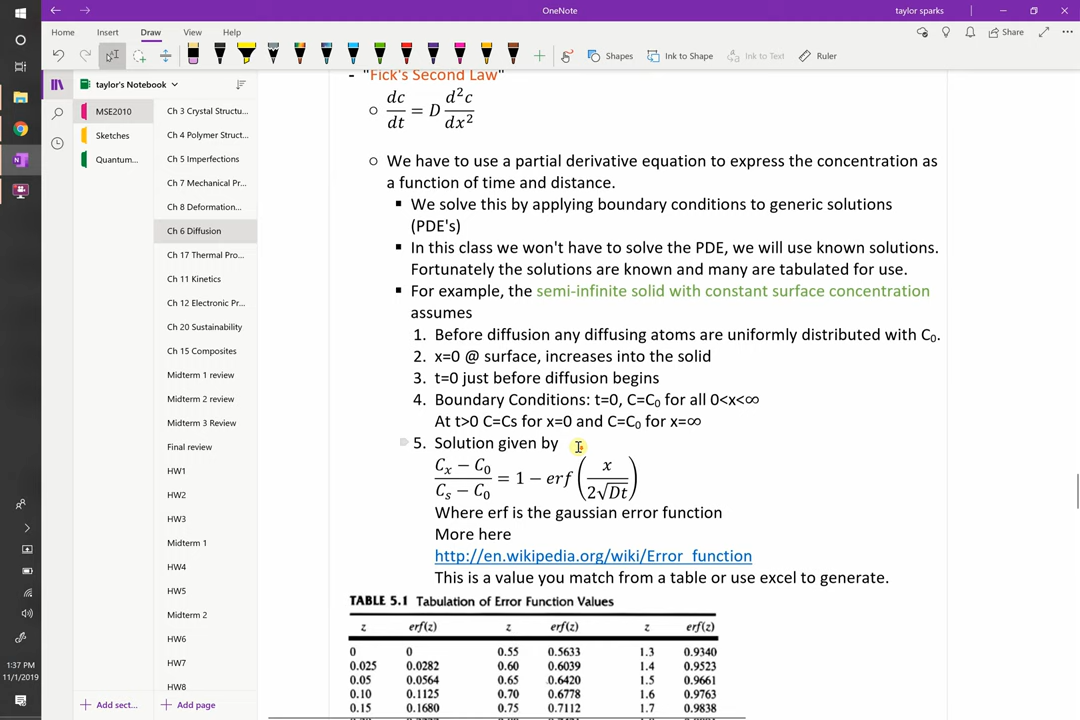 OneNote
taylor sparks
Home Insert Draw View Help
Share
Shapes Ink to Shape Ink to Text Ruler
taylor's Notebook
MSE2010
Sketches
Quantum...
Ch 3 Crystal Structu...
Ch 4 Polymer Struct...
Ch 5 Imperfections
Ch 7 Mechanical Pr...
Ch 8 Deformation...
Ch 6 Diffusion
Ch 17 Thermal Pro...
Ch 11 Kinetics
Ch 12 Electronic Pr...
Ch 20 Sustainability
Ch 15 Composites
Midterm 1 review
Midterm 2 review
Midterm 3 Review
Final review
HW1
HW2
HW3
Midterm 1
HW4
HW5
Midterm 2
HW6
HW7
HW8
Add sect...
Add page
1:37 PM
11/1/2019
- "Fick's Second Law"
dc/dt = D d²c/dx²
We have to use a partial derivative equation to express the concentration as
a function of time and distance.
We solve this by applying boundary conditions to generic solutions
(PDE's)
In this class we won't have to solve the PDE, we will use known solutions.
Fortunately the solutions are known and many are tabulated for use.
For example, the semi-infinite solid with constant surface concentration
assumes
1. Before diffusion any diffusing atoms are uniformly distributed with C₀.
2. x=0 @ surface, increases into the solid
3. t=0 just before diffusion begins
4. Boundary Conditions: t=0, C=C₀ for all 0<x<∞
At t>0 C=Cs for x=0 and C=C₀ for x=∞
5. Solution given by
(Cₓ − C₀)/(Cₛ − C₀) = 1 − erf(x/(2√Dt))
Where erf is the gaussian error function
More here
http://en.wikipedia.org/wiki/Error_function
This is a value you match from a table or use excel to generate.
TABLE 5.1 Tabulation of Error Function Values
z erf(z) z erf(z) z erf(z)
0 0 0.55 0.5633 1.3 0.9340
0.025 0.0282 0.60 0.6039 1.4 0.9523
0.05 0.0564 0.65 0.6420 1.5 0.9661
0.10 0.1125 0.70 0.6778 1.6 0.9763
0.15 0.1680 0.75 0.7112 1.7 0.9838